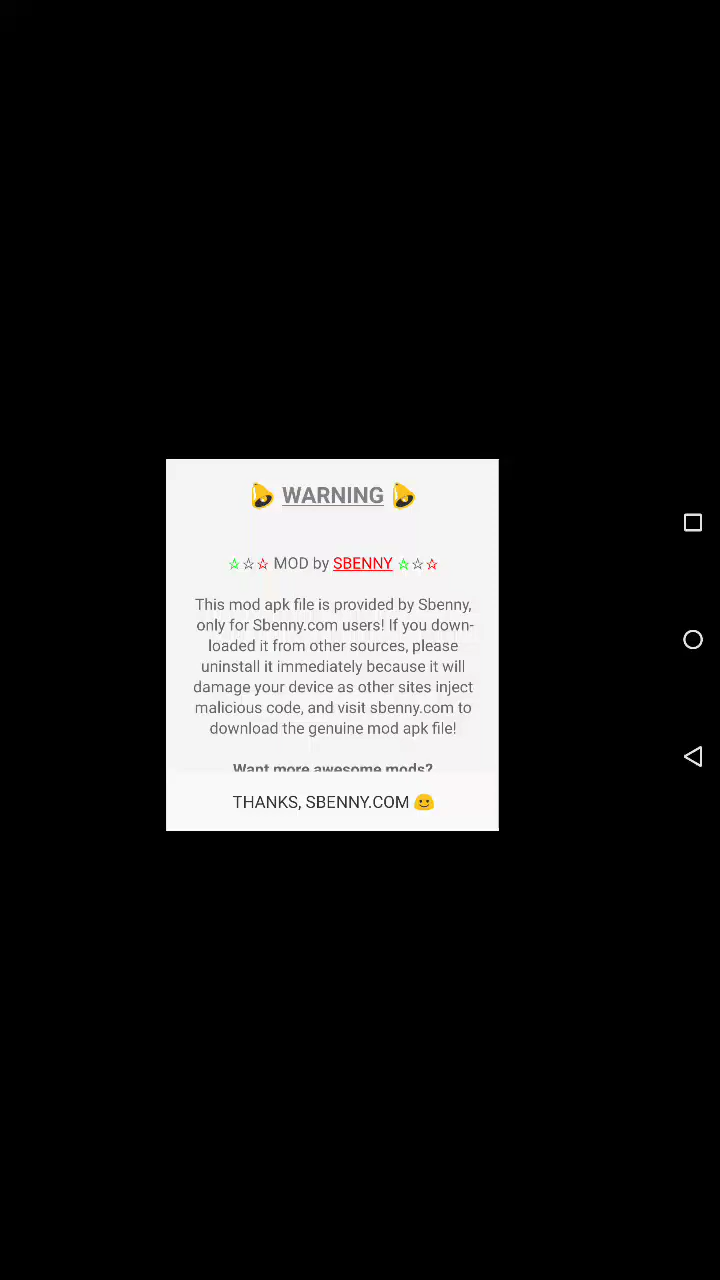 WARNING
MOD by SBENNY
This mod apk file is provided by Sbenny,
only for Sbenny.com users! If you down-
loaded it from other sources, please
uninstall it immediately because it will
damage your device as other sites inject
malicious code, and visit sbenny.com to
download the genuine mod apk file!
Want more awesome mods?
THANKS, SBENNY.COM